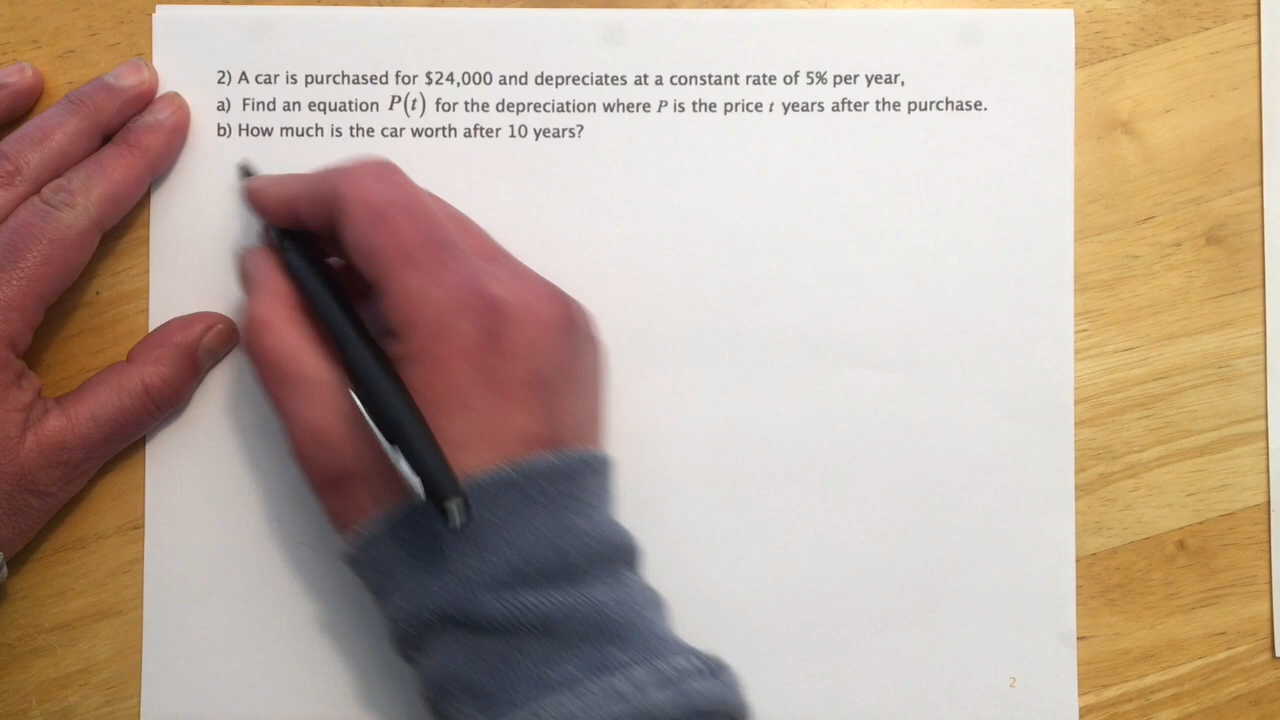 2) A car is purchased for $24,000 and depreciates at a constant rate of 5% per year,
a) Find an equation P(t) for the depreciation where P is the price t years after the purchase.
b) How much is the car worth after 10 years?
2